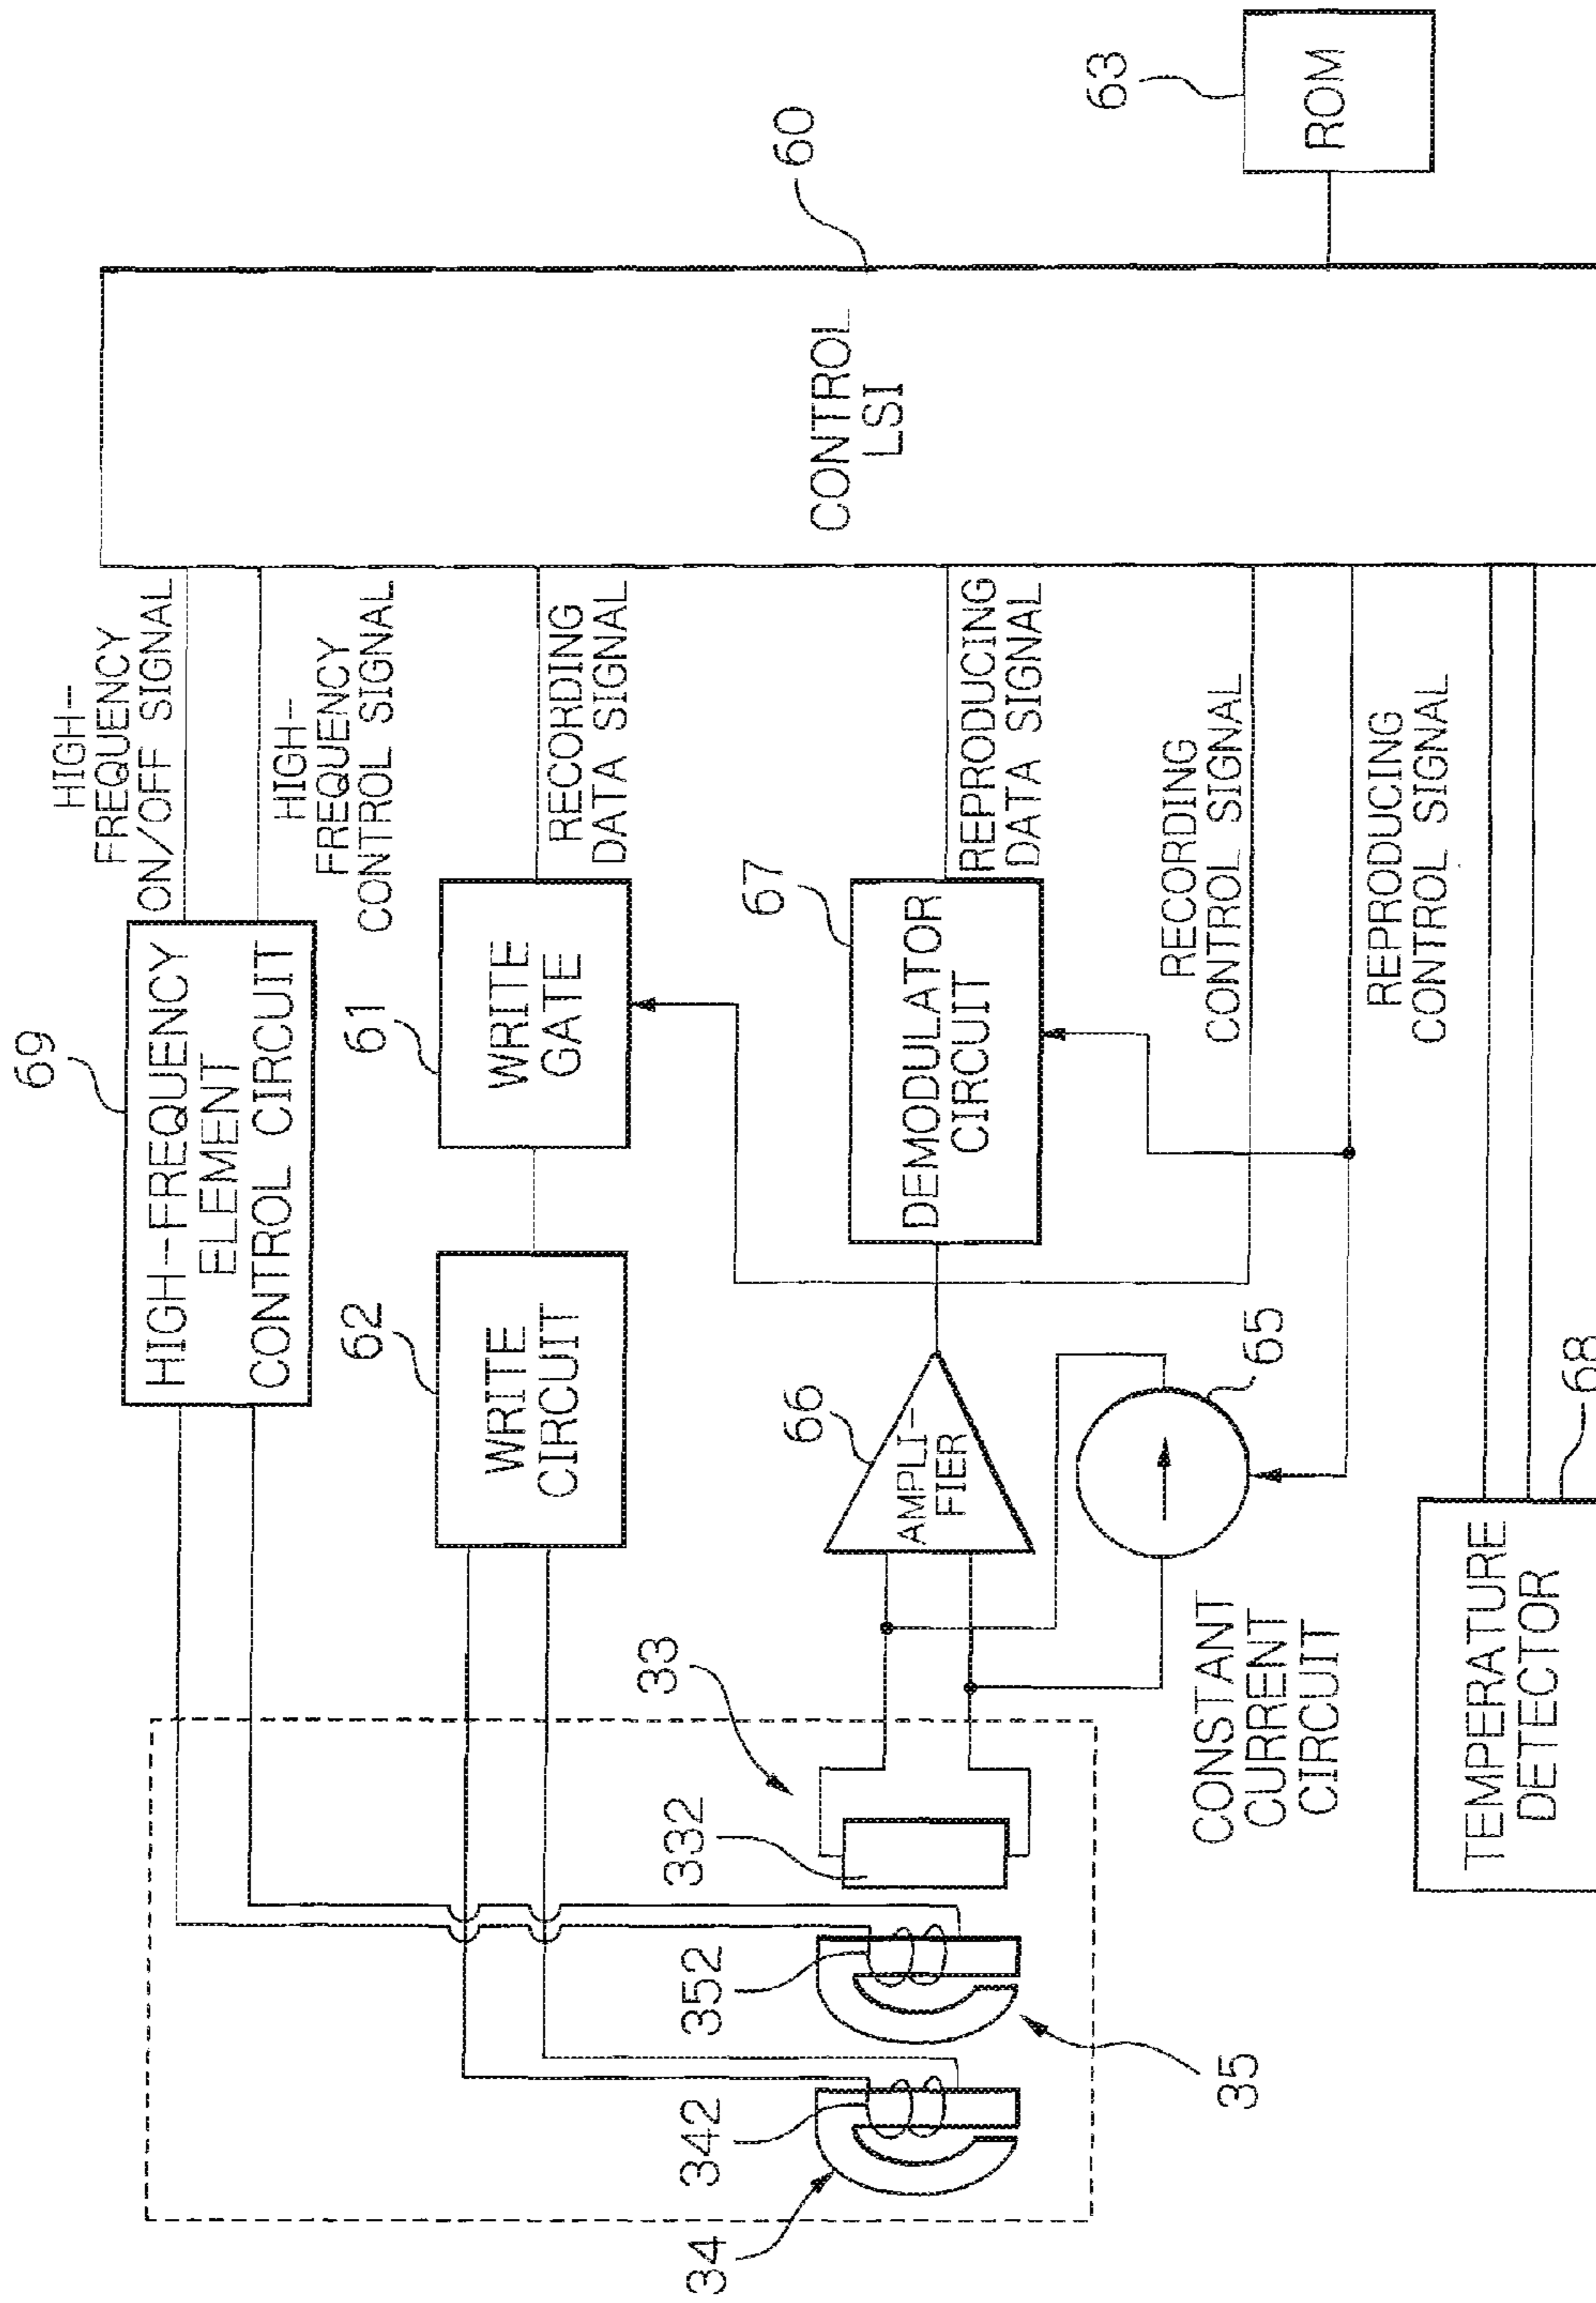 HIGH-
FREQUENCY
ON/OFF SIGNAL
HIGH-
FREQUENCY
CONTROL SIGNAL
RECORDING
DATA SIGNAL
REPRODUCING
DATA SIGNAL
RECORDING
CONTROL SIGNAL
REPRODUCING
CONTROL SIGNAL
CONTROL
LSI
60
ROM
63
69
HIGH-FREQUENCY
ELEMENT
CONTROL CIRCUIT
61
WRITE
GATE
62
WRITE
CIRCUIT
67
DEMODULATOR
CIRCUIT
66
AMPLI-
FIER
65
CONSTANT
CURRENT
CIRCUIT
68
TEMPERATURE
DETECTOR
33
332
352
35
342
34